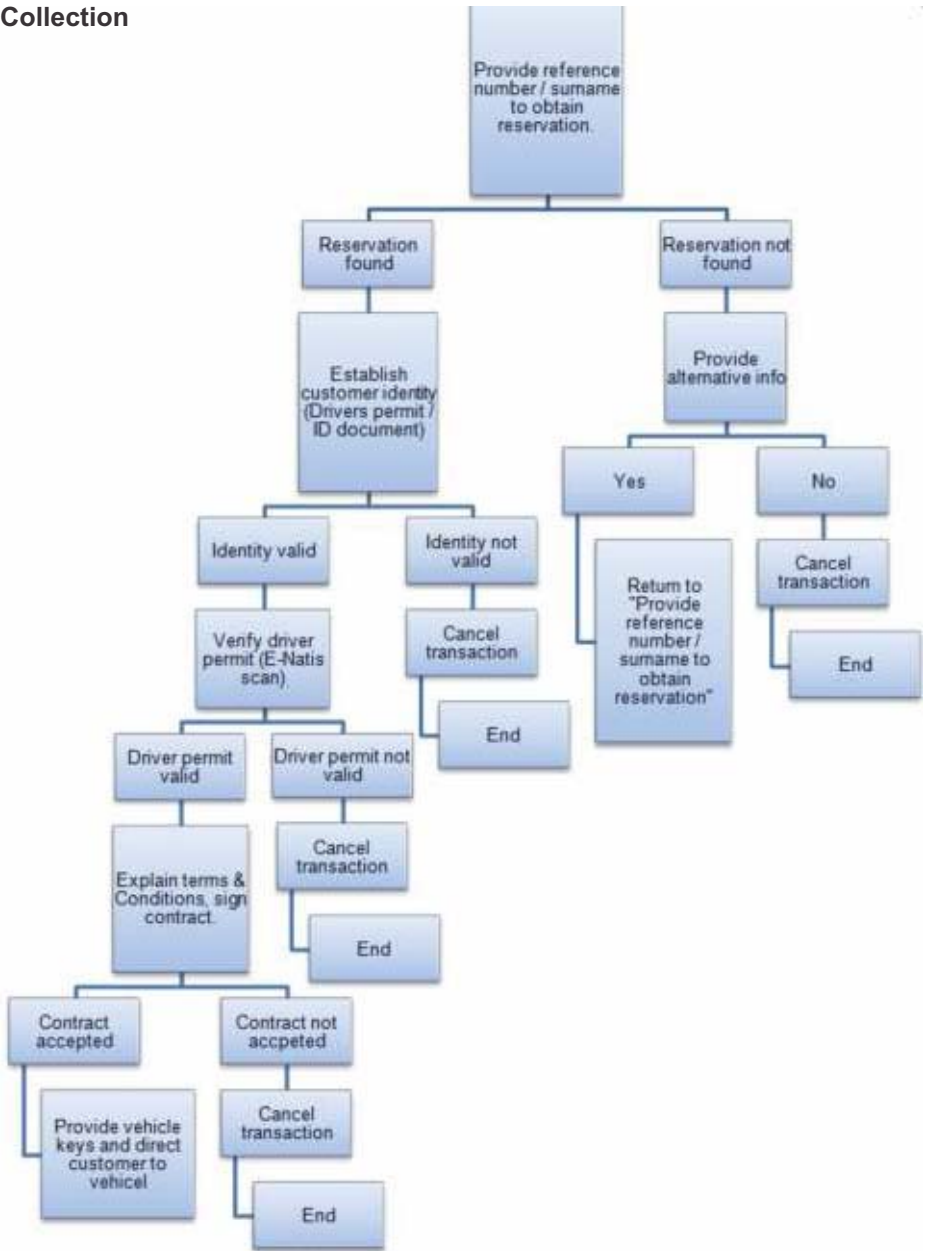 Collection
Provide reference
number / surname
to obtain
reservation.
Reservation
found
Reservation not
found
Establish
customer identity
(Drivers permit /
ID document)
Provide
alternative info
Yes
No
Identity valid
Identity not
valid
Return to
"Provide
reference
number /
surname to
obtain
reservation"
Cancel
transaction
End
Verify driver
permit (E-Natis
scan)
Cancel
transaction
End
Driver permit
valid
Driver permit not
valid
Explain terms &
Conditions, sign
contract.
Cancel
transaction
End
Contract
accepted
Contract not
accpeted
Provide vehicle
keys and direct
customer to
vehicel
Cancel
transaction
End